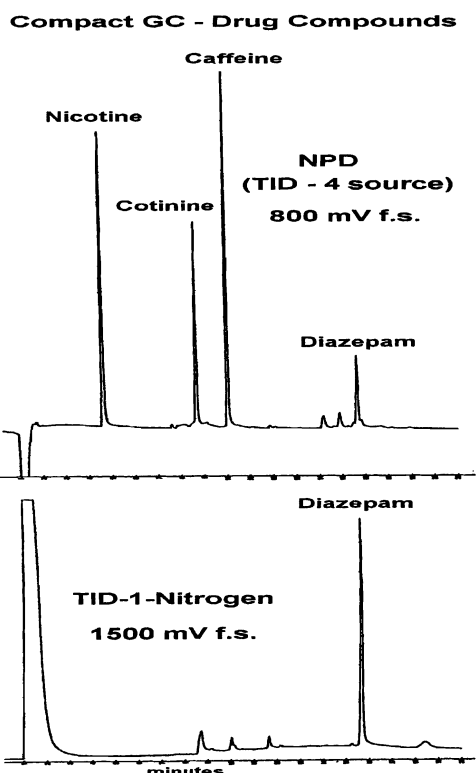 Compact GC - Drug Compounds
Caffeine
Nicotine
Cotinine
NPD
(TID - 4 source)
800 mV f.s.
Diazepam
Diazepam
TID-1-Nitrogen
1500 mV f.s.
minutes